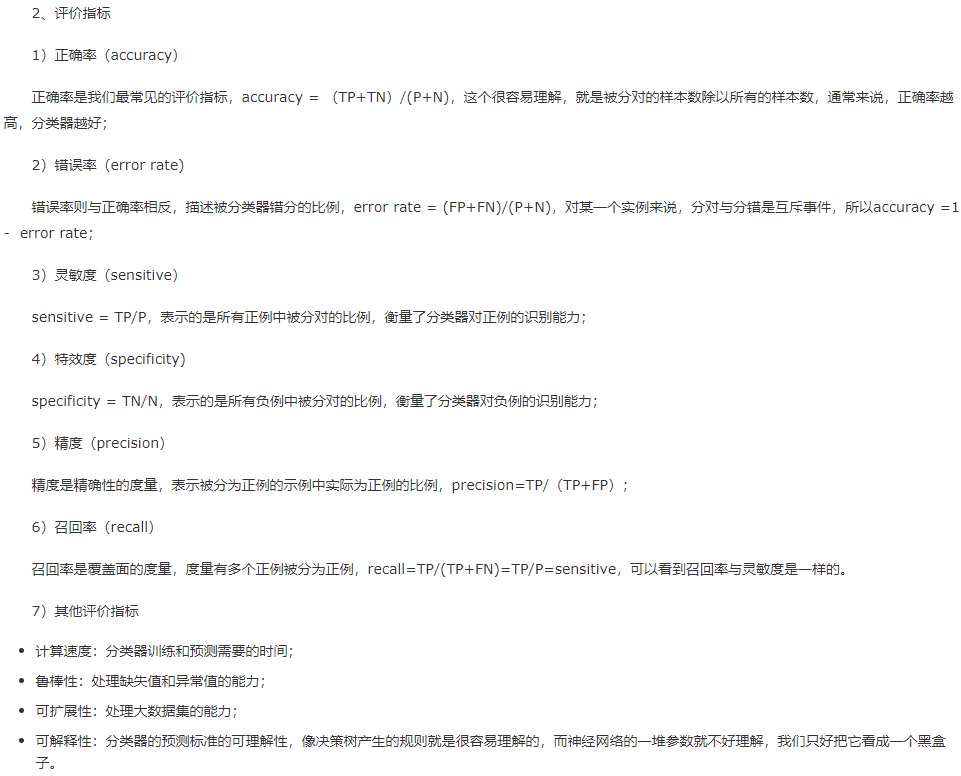 2、评价指标
1）正确率（accuracy）
正确率是我们最常见的评价指标，accuracy = （TP+TN）/(P+N)，这个很容易理解，就是被分对的样本数除以所有的样本数，通常来说，正确率越
高，分类器越好；
2）错误率（error rate)
错误率则与正确率相反，描述被分类器错分的比例，error rate = (FP+FN)/(P+N)，对某一个实例来说，分对与分错是互斥事件，所以accuracy =1
- error rate；
3）灵敏度（sensitive）
sensitive = TP/P，表示的是所有正例中被分对的比例，衡量了分类器对正例的识别能力；
4）特效度（specificity)
specificity = TN/N，表示的是所有负例中被分对的比例，衡量了分类器对负例的识别能力；
5）精度（precision）
精度是精确性的度量，表示被分为正例的示例中实际为正例的比例，precision=TP/（TP+FP）；
6）召回率（recall）
召回率是覆盖面的度量，度量有多个正例被分为正例，recall=TP/(TP+FN)=TP/P=sensitive，可以看到召回率与灵敏度是一样的。
7）其他评价指标
• 计算速度：分类器训练和预测需要的时间；
• 鲁棒性：处理缺失值和异常值的能力；
• 可扩展性：处理大数据集的能力；
• 可解释性：分类器的预测标准的可理解性，像决策树产生的规则就是很容易理解的，而神经网络的一堆参数就不好理解，我们只好把它看成一个黑盒
子。